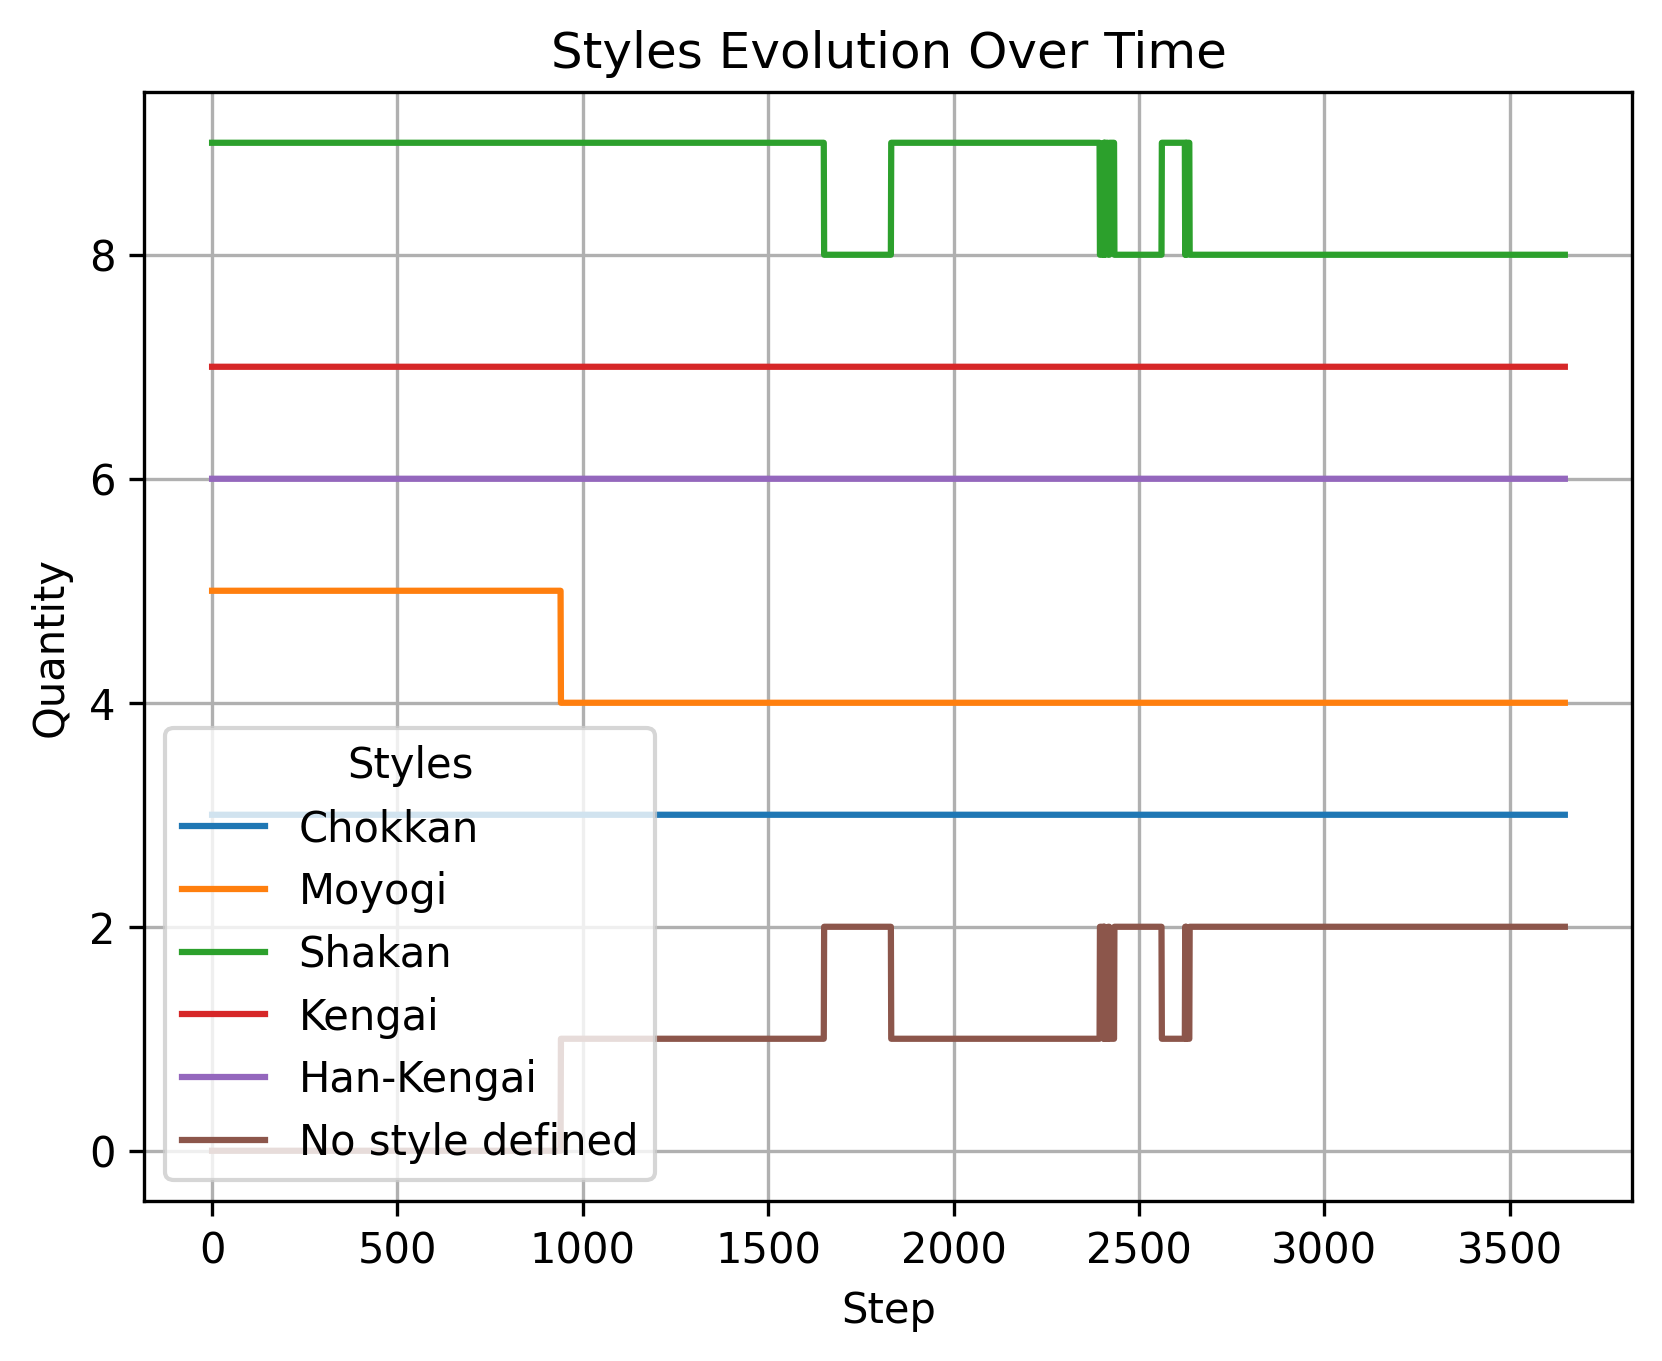 Styles Evolution Over Time
Quantity
8
6
4
2
0
Styles
Chokkan
Moyogi
Shakan
Kengai
Han-Kengai
No style defined
0 500 1000 1500 2000 2500 3000 3500
Step